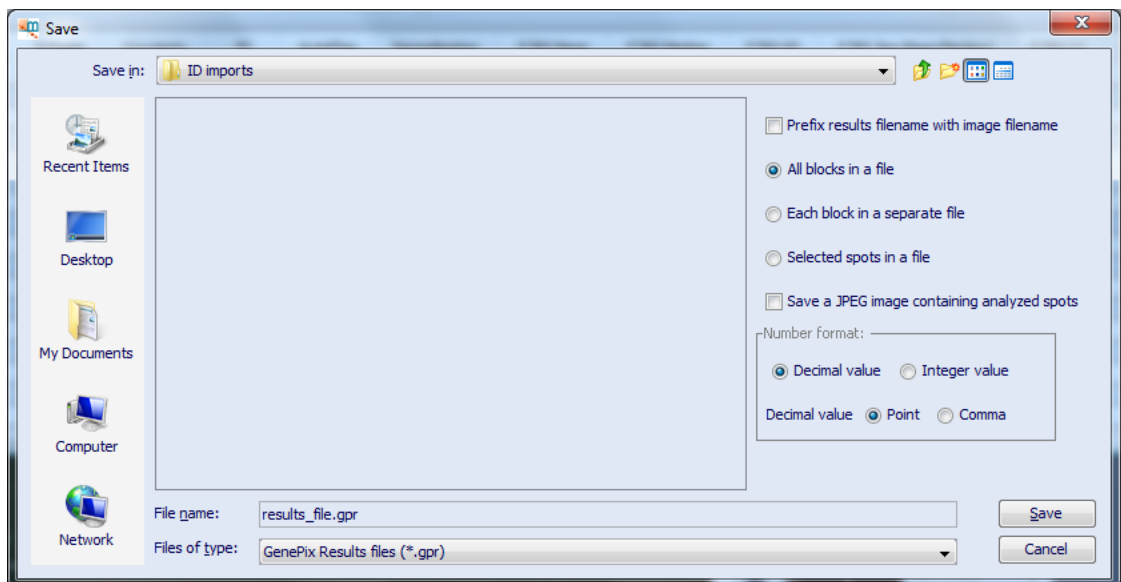 Save
Save in: ID imports
Recent Items
Desktop
My Documents
Computer
Network
Prefix results filename with image filename
All blocks in a file
Each block in a separate file
Selected spots in a file
Save a JPEG image containing analyzed spots
Number format:
Decimal value Integer value
Decimal value Point Comma
File name: results_file.gpr Save
Files of type: GenePix Results files (*.gpr) Cancel